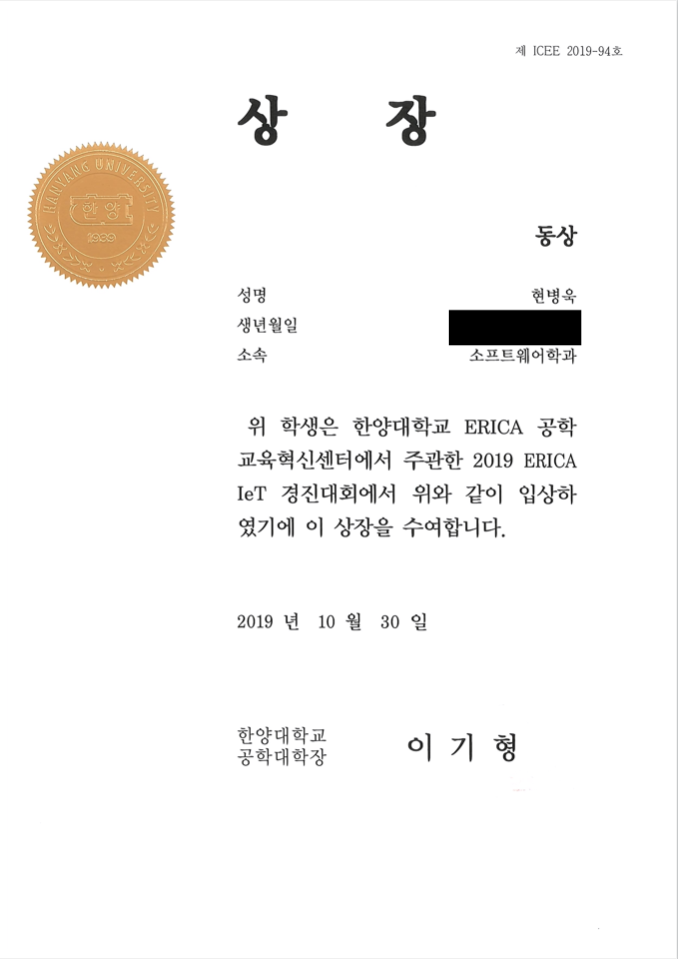 제 ICEE 2019-94호
상 장
HANYANG UNIVERSITY
한양
1939
동상
성명 현병욱
생년월일
소속 소프트웨어학과
위 학생은 한양대학교 ERICA 공학
교육혁신센터에서 주관한 2019 ERICA
IeT 경진대회에서 위와 같이 입상하
였기에 이 상장을 수여합니다.
2019 년 10 월 30 일
한양대학교
공학대학장 이 기 형